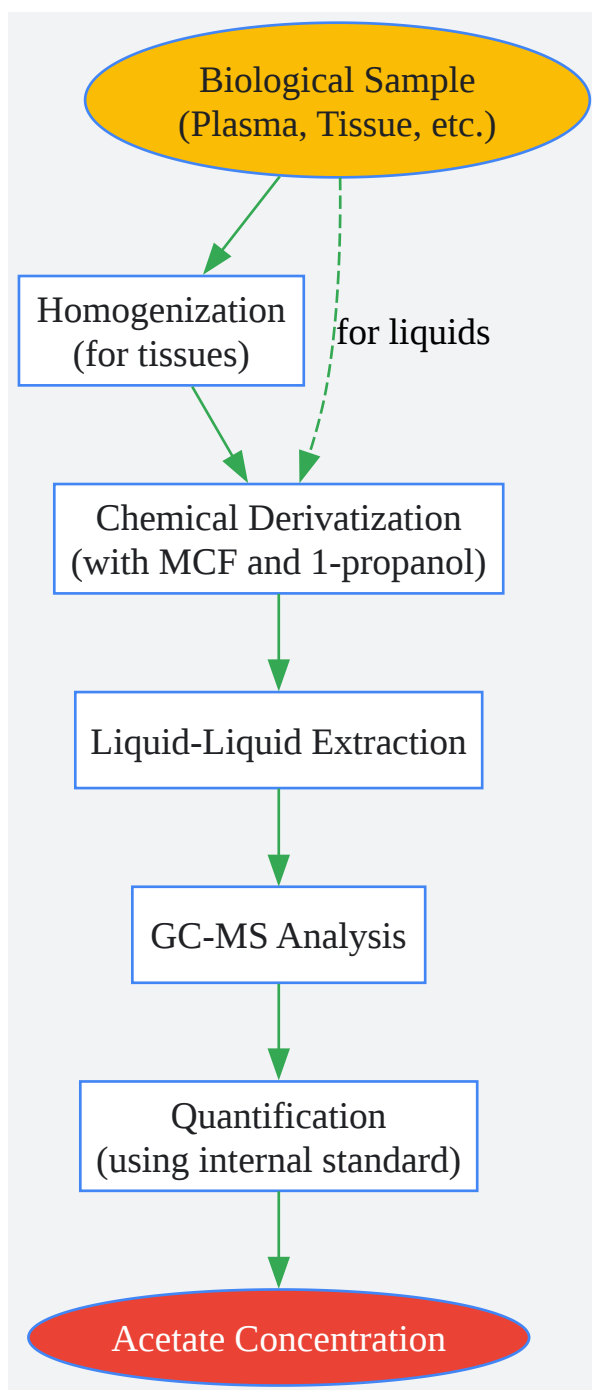 Biological Sample
(Plasma, Tissue, etc.)
Homogenization
(for tissues)
for liquids
Chemical Derivatization
(with MCF and 1-propanol)
Liquid-Liquid Extraction
GC-MS Analysis
Quantification
(using internal standard)
Acetate Concentration